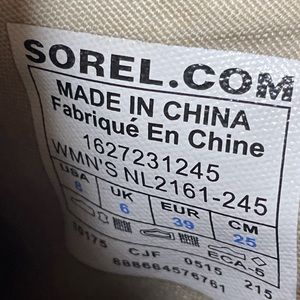 SOREL.COM
MADE IN CHINA
Fabriqué En Chine
1627231245
WMN'S NL2161-245
USA UK EUR CM
8 6 39 25
ECA-5
10175 CJF 0515 215